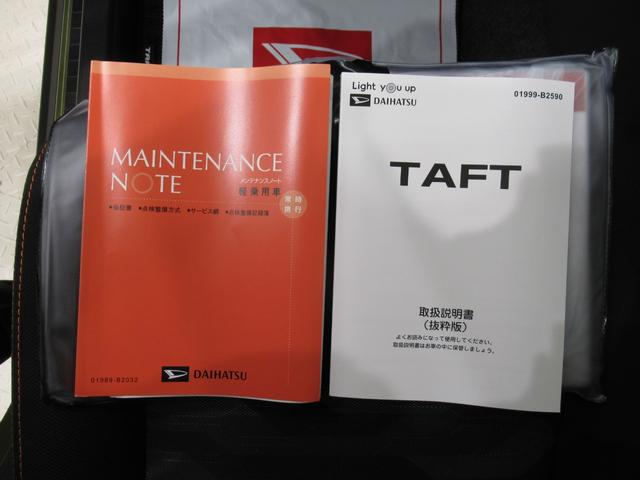 MAINTENANCE
NOTE
メンテナンスノート
軽乗用車
●保証書 ●点検整備方式 ●サービス網 ●点検整備記録簿
常時
携行
01989-B2032
DAIHATSU
Light you up
DAIHATSU
01999-B2590
TAFT
取扱説明書
(抜粋版)
よくお読みになって使用してください。
取扱説明書はお車の中に保管しましょう。